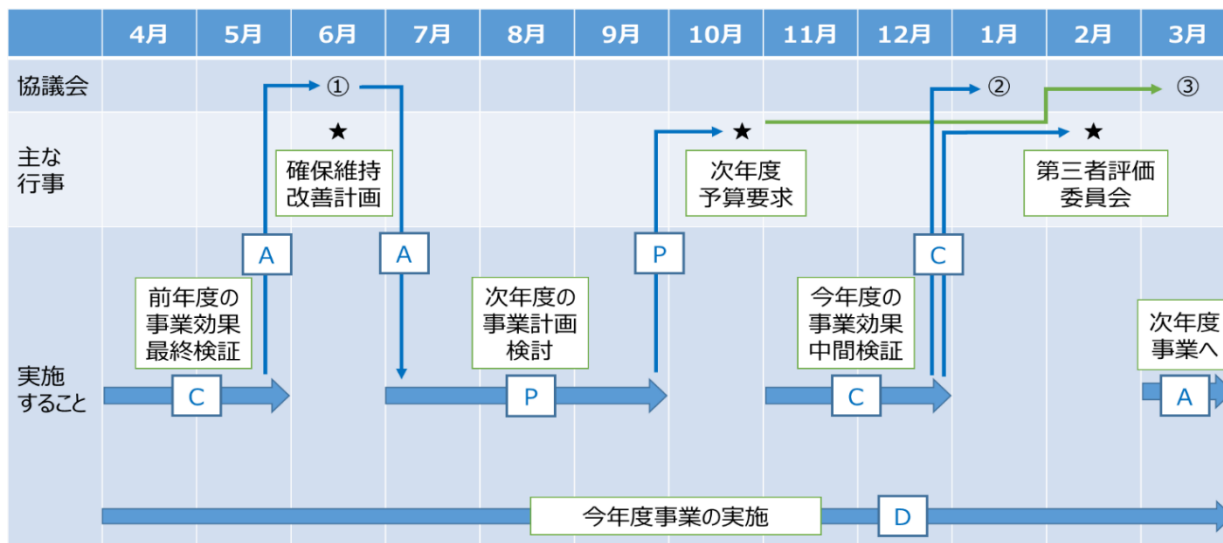 4月 5月 6月 7月 8月 9月 10月 11月 12月 1月 2月 3月
協議会
①
②
③
主な
行事
★
確保維持
改善計画
★
次年度
予算要求
★
第三者評価
委員会
実施
すること
A
A
P
C
前年度の
事業効果
最終検証
次年度の
事業計画
検討
今年度の
事業効果
中間検証
次年度
事業へ
C
P
C
A
今年度事業の実施
D